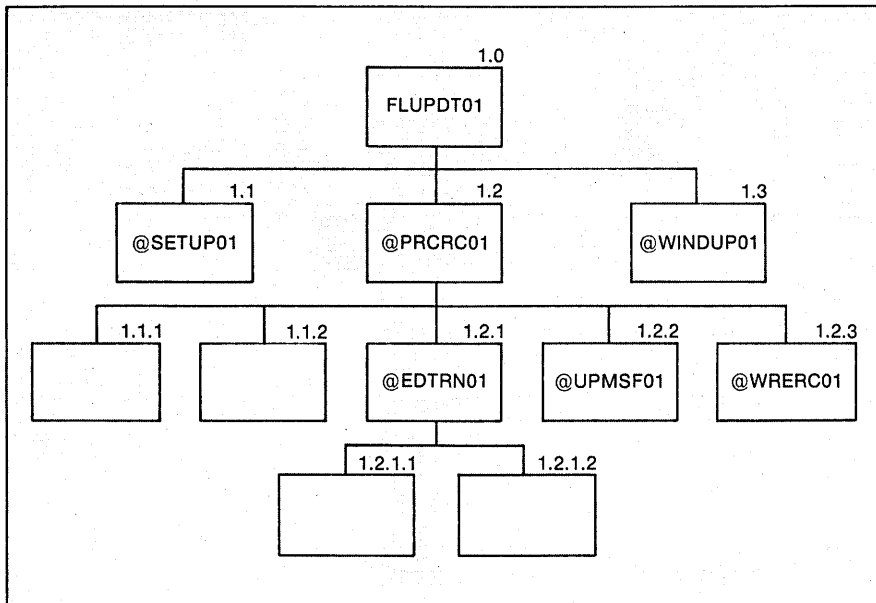 1.0
FLUPDT01
1.1
1.2
1.3
@SETUP01
@PRCRC01
@WINDUP01
1.1.1
1.1.2
1.2.1
1.2.2
1.2.3
@EDTRN01
@UPMSF01
@WRERC01
1.2.1.1
1.2.1.2